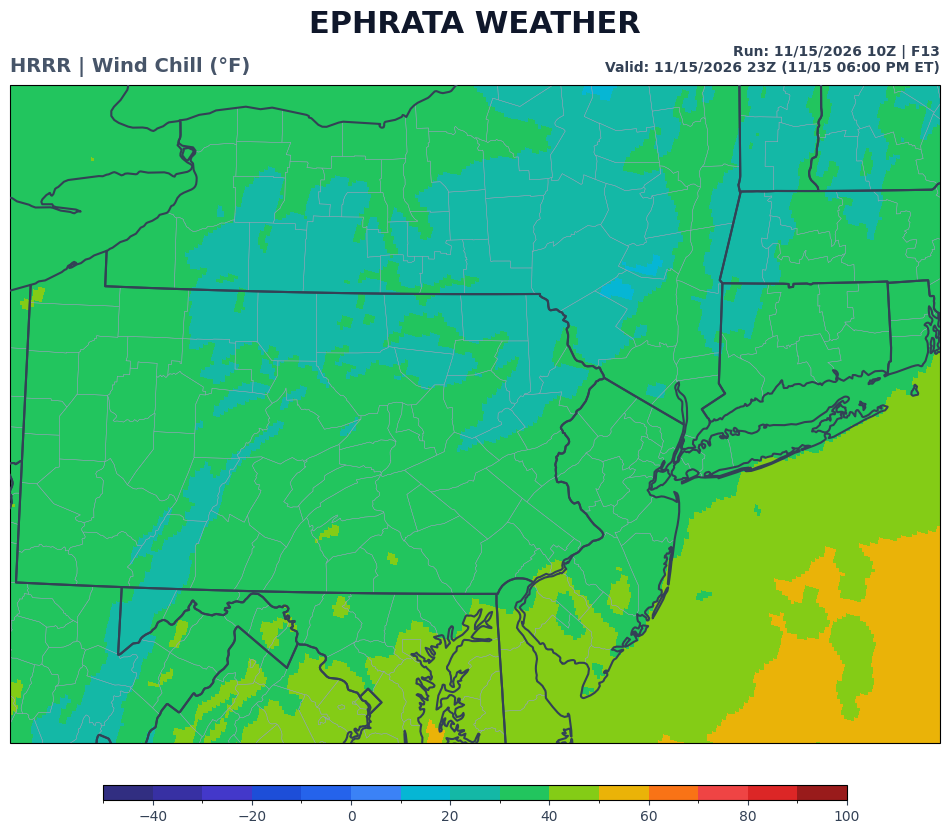 EPHRATA WEATHER
HRRR | Wind Chill (°F)
Run: 11/15/2026 10Z | F13
Valid: 11/15/2026 23Z (11/15 06:00 PM ET)
−40 −20 0 20 40 60 80 100